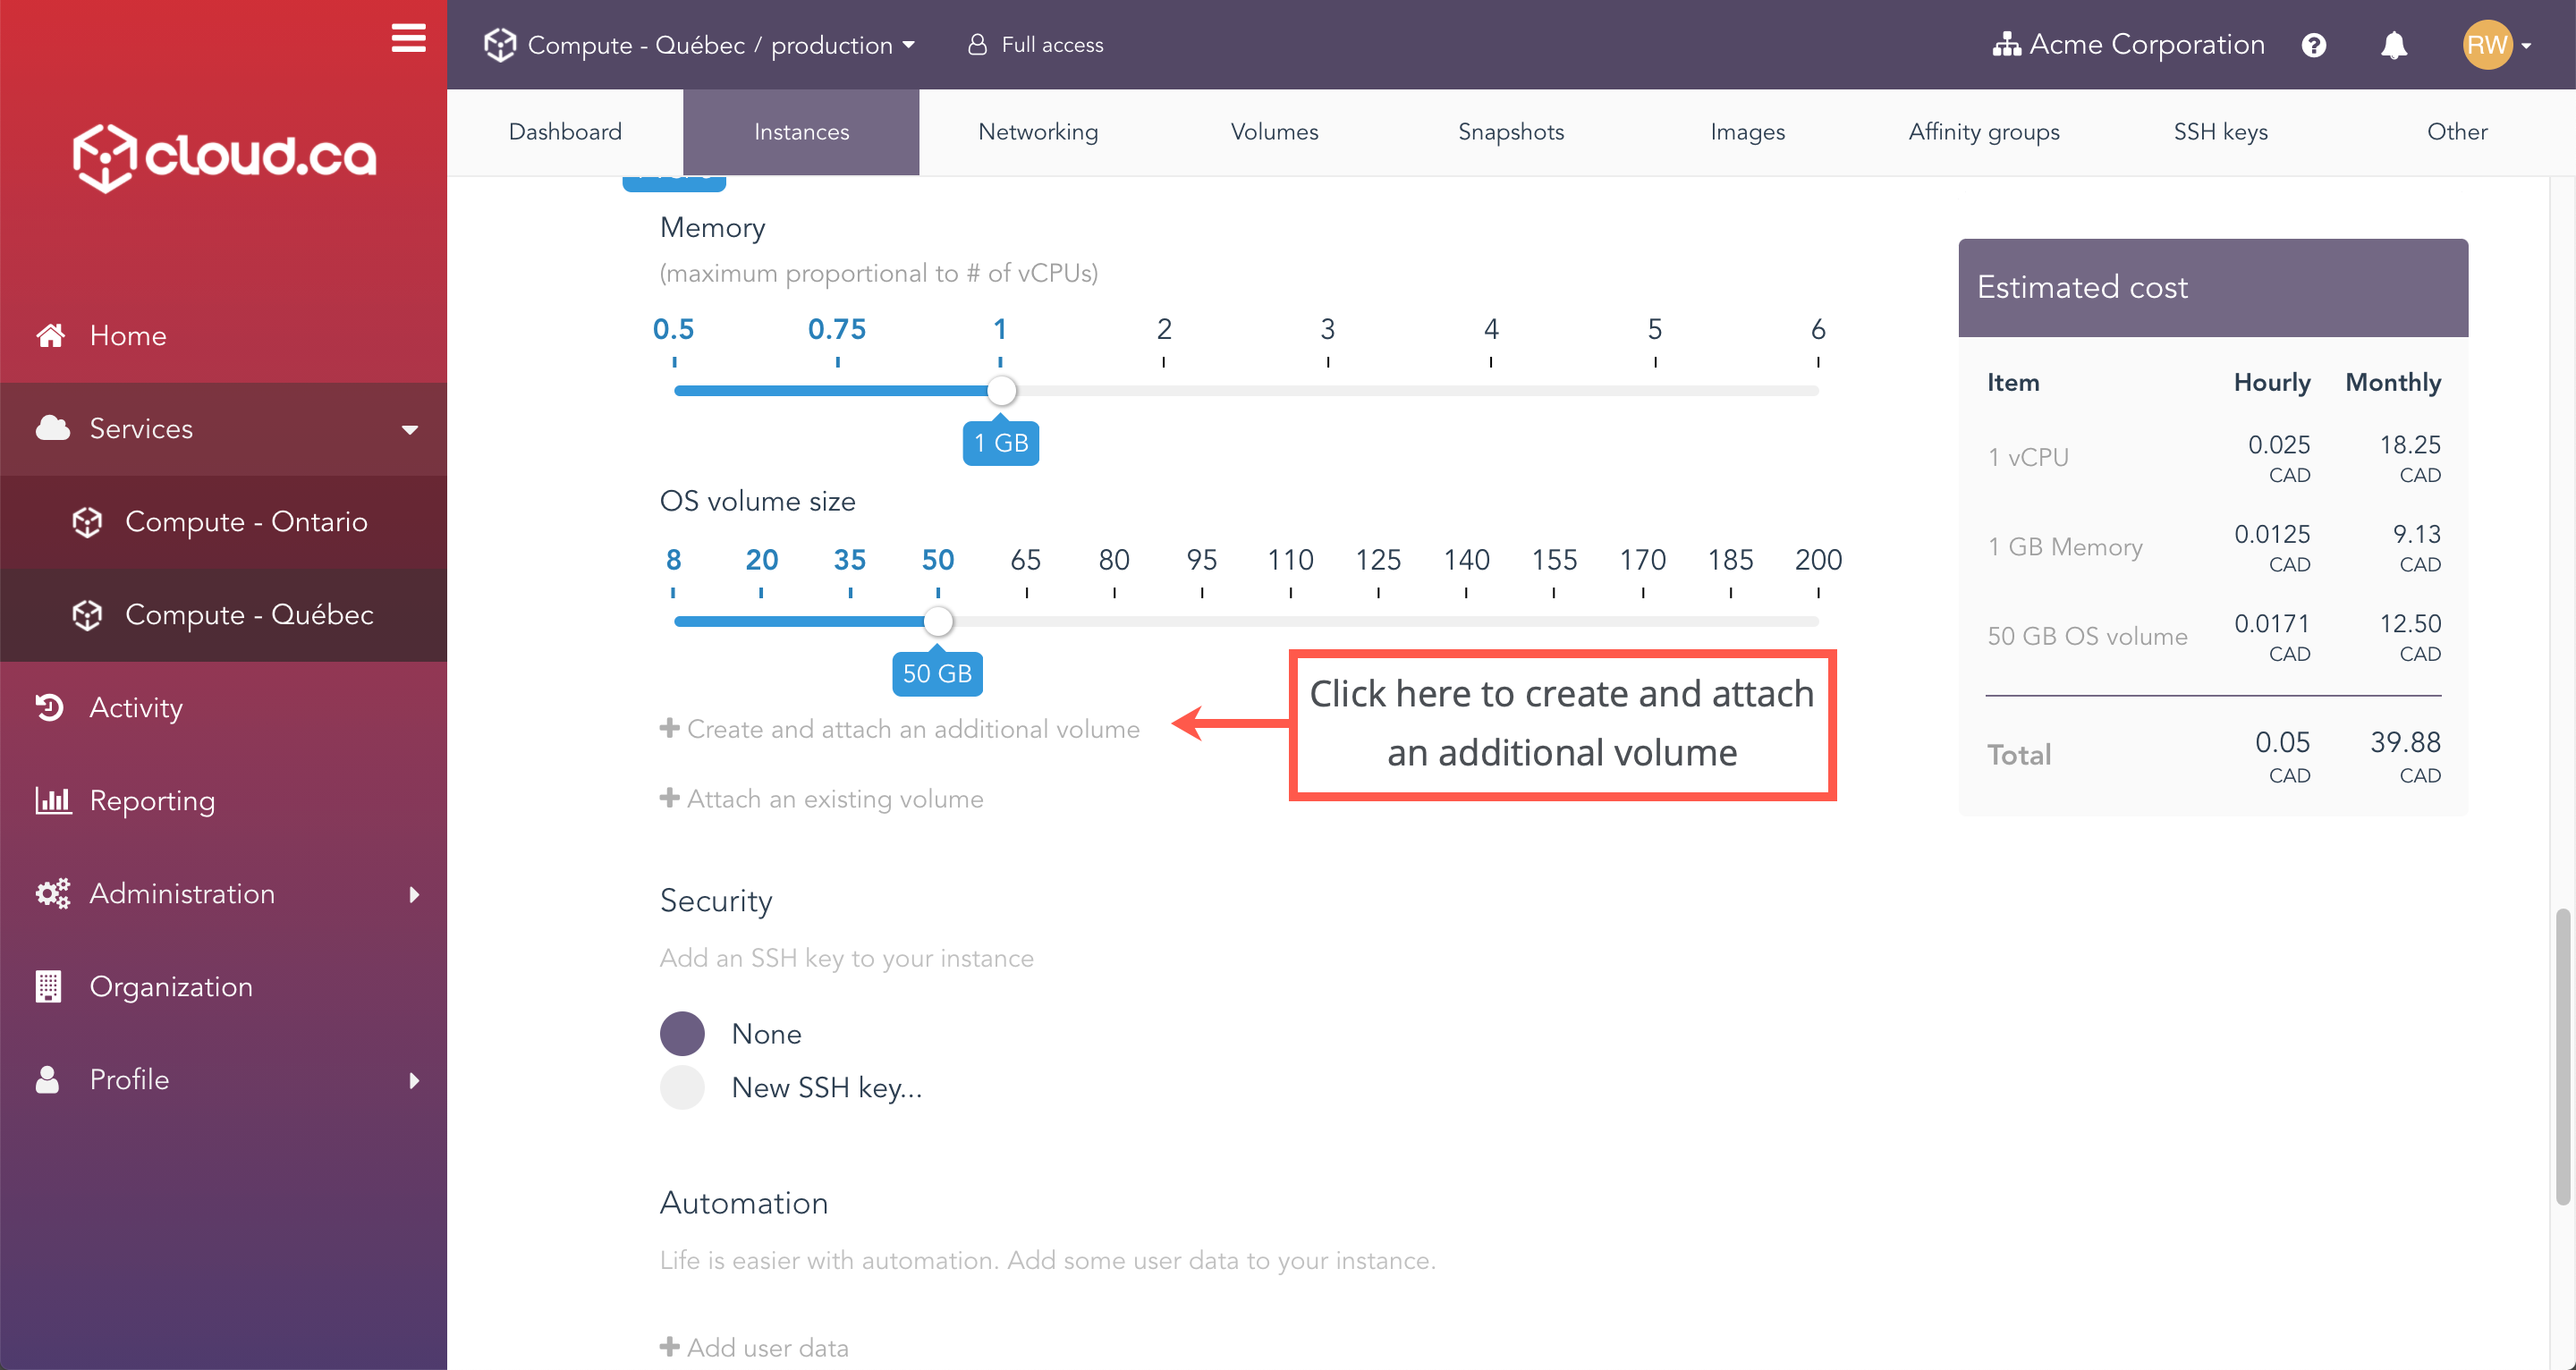 Compute - Québec / production
Full access
Acme Corporation
RW
cloud.ca
Home
Services
Compute - Ontario
Compute - Québec
Activity
Reporting
Administration
Organization
Profile
Dashboard
Instances
Networking
Volumes
Snapshots
Images
Affinity groups
SSH keys
Other
Memory
(maximum proportional to # of vCPUs)
0.5 0.75 1 2 3 4 5 6
1 GB
OS volume size
8 20 35 50 65 80 95 110 125 140 155 170 185 200
50 GB
Create and attach an additional volume
Attach an existing volume
Click here to create and attach
an additional volume
Security
Add an SSH key to your instance
None
New SSH key...
Automation
Life is easier with automation. Add some user data to your instance.
Add user data
Estimated cost
Item Hourly Monthly
1 vCPU 0.025 18.25
CAD CAD
1 GB Memory 0.0125 9.13
CAD CAD
50 GB OS volume 0.0171 12.50
CAD CAD
Total 0.05 39.88
CAD CAD